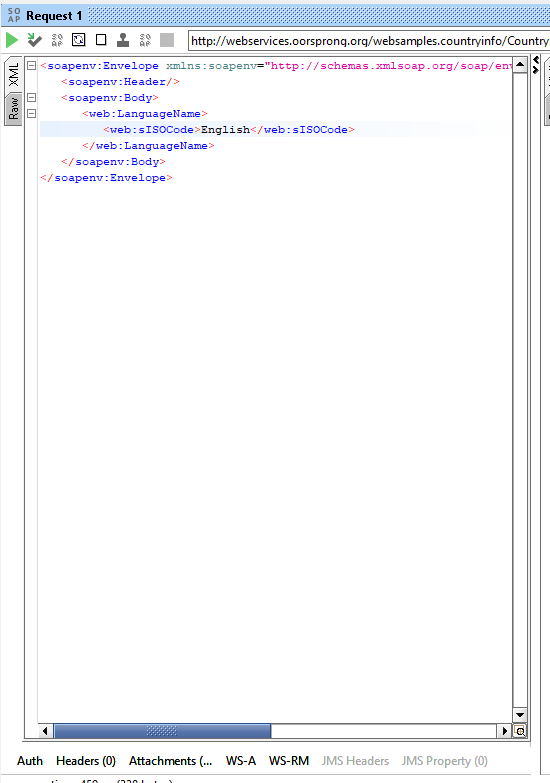 SO AP Request 1
http://webservices.oorsprong.org/websamples.countryinfo/Country
XML
Raw
<soapenv:Envelope xmlns:soapenv="http://schemas.xmlsoap.org/soap/env
<soapenv:Header/>
<soapenv:Body>
<web:LanguageName>
<web:sISOCode>English</web:sISOCode>
</web:LanguageName>
</soapenv:Body>
</soapenv:Envelope>
Auth Headers (0) Attachments (... WS-A WS-RM JMS Headers JMS Property (0)